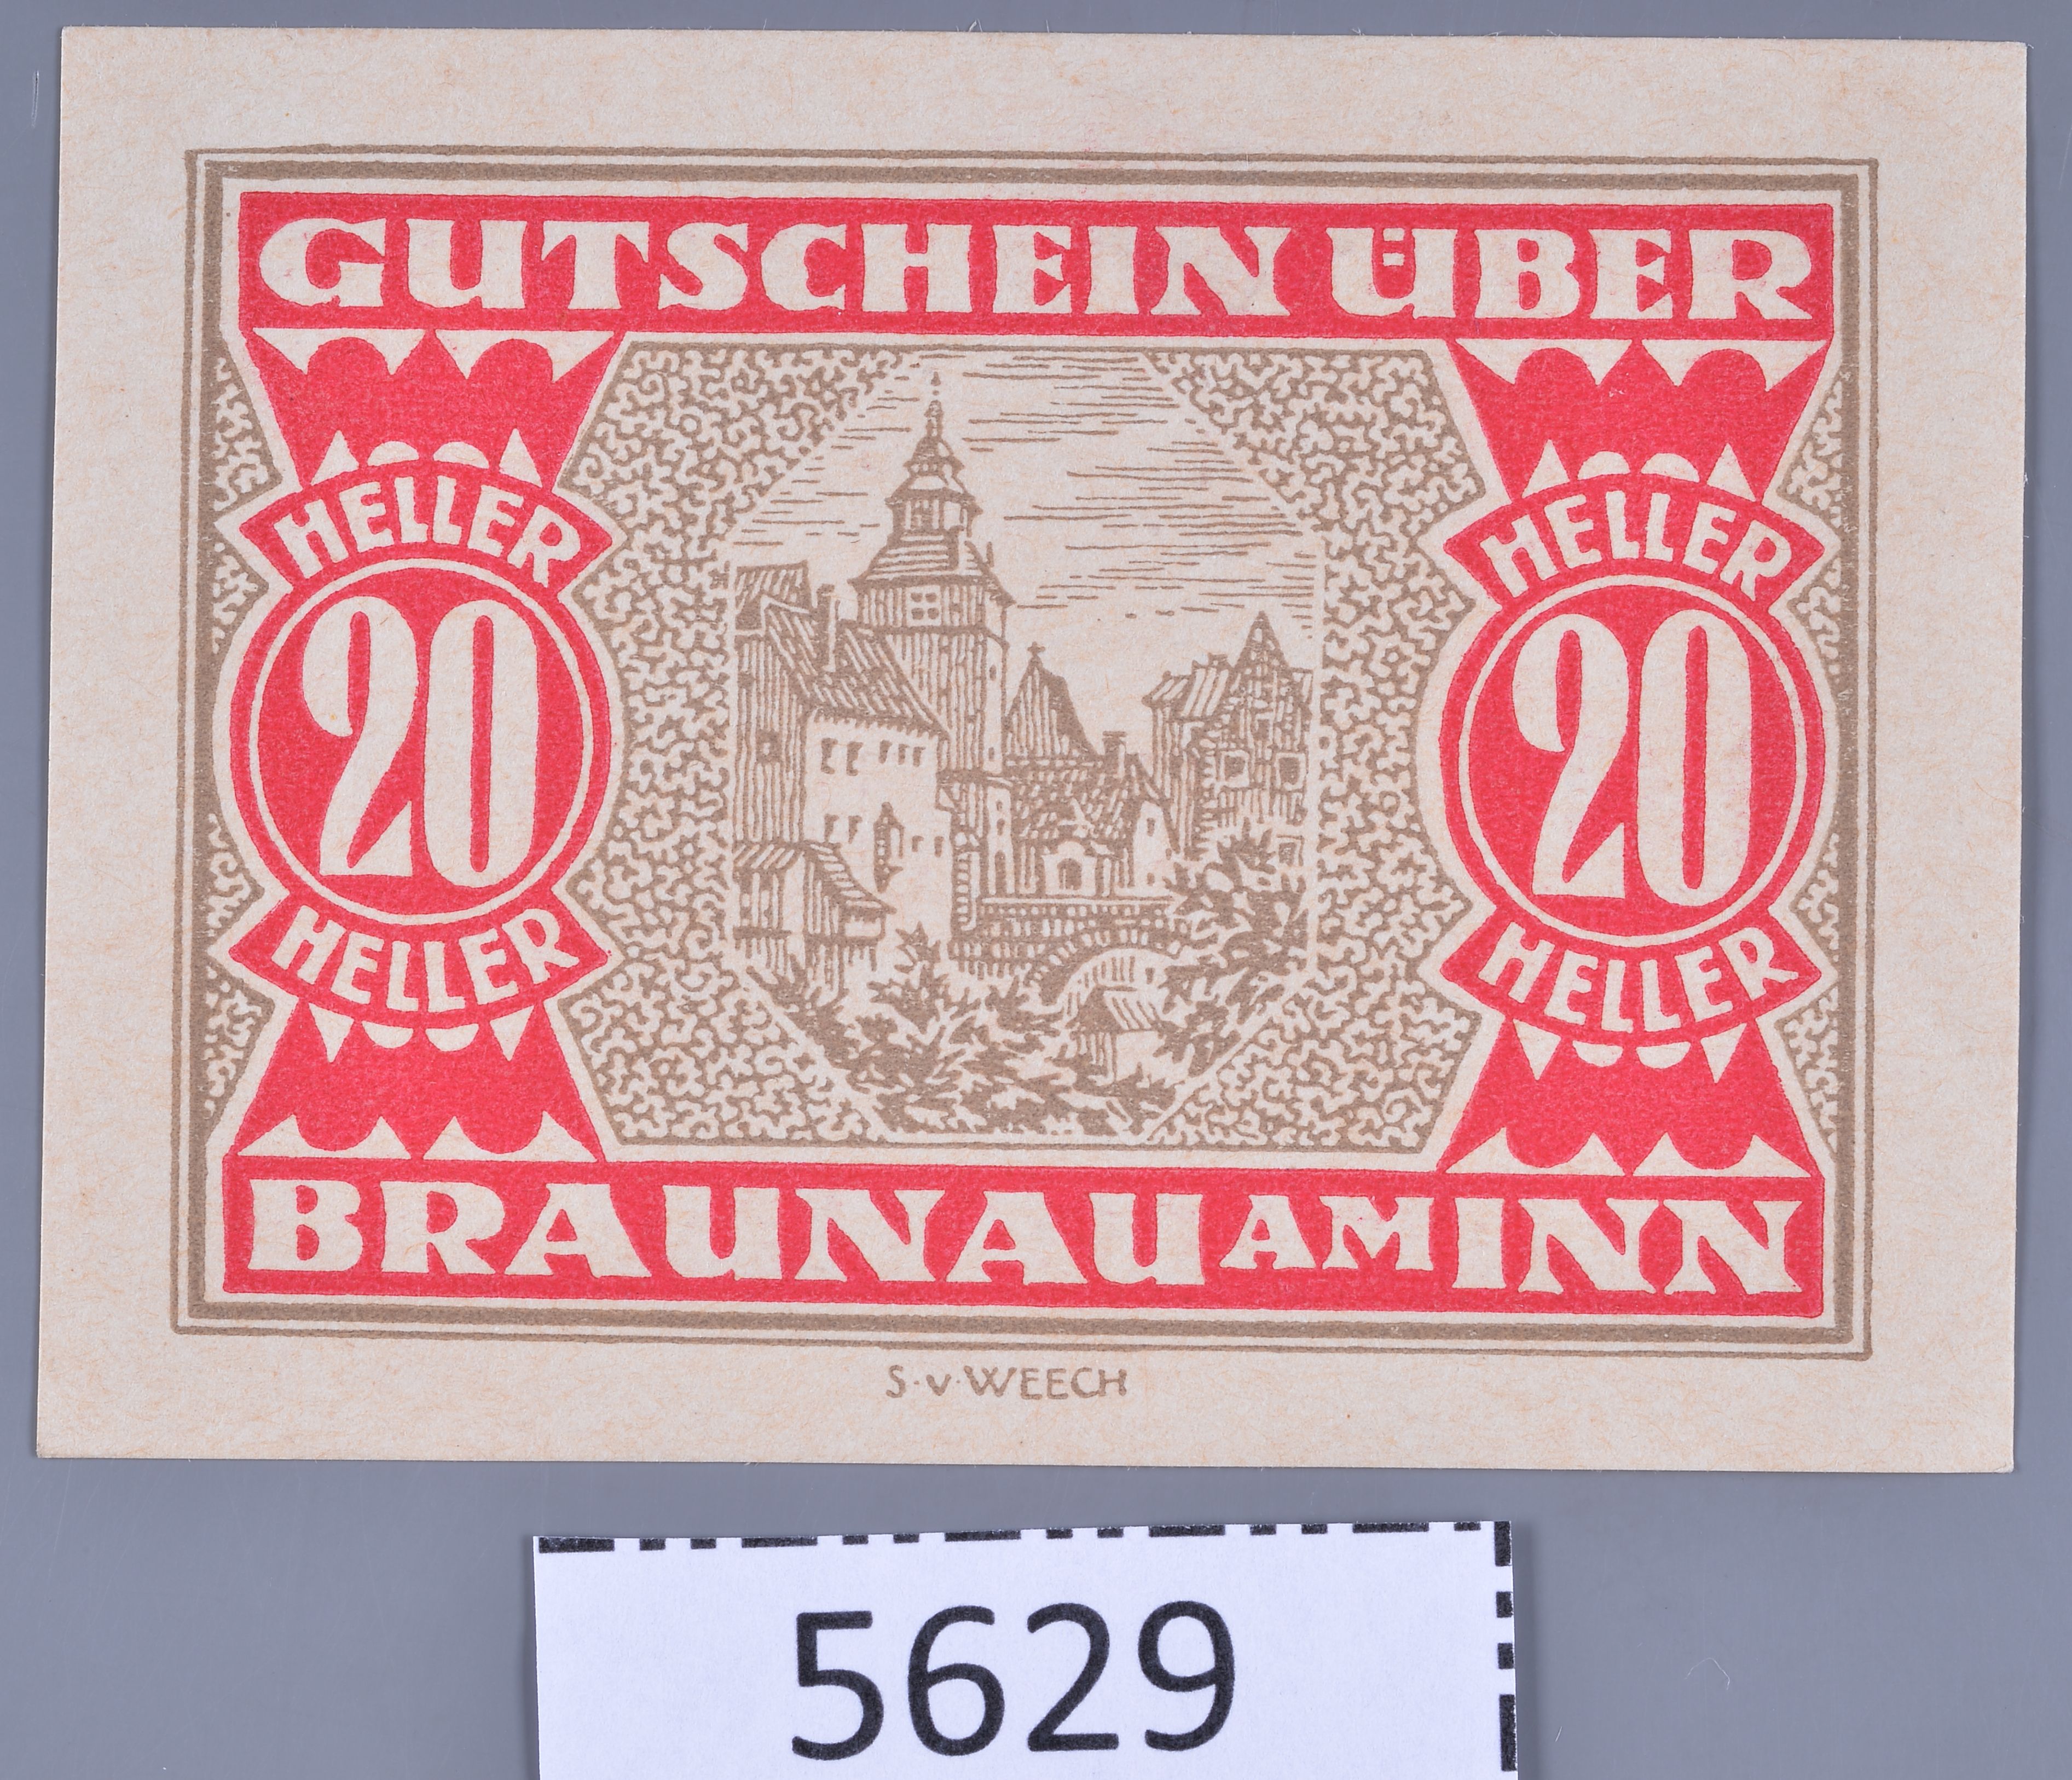 GUTSCHEIN ÜBER
HELLER
20
HELLER
HELLER
20
HELLER
BRAUNAU AM INN
S·v·WEECH
5629